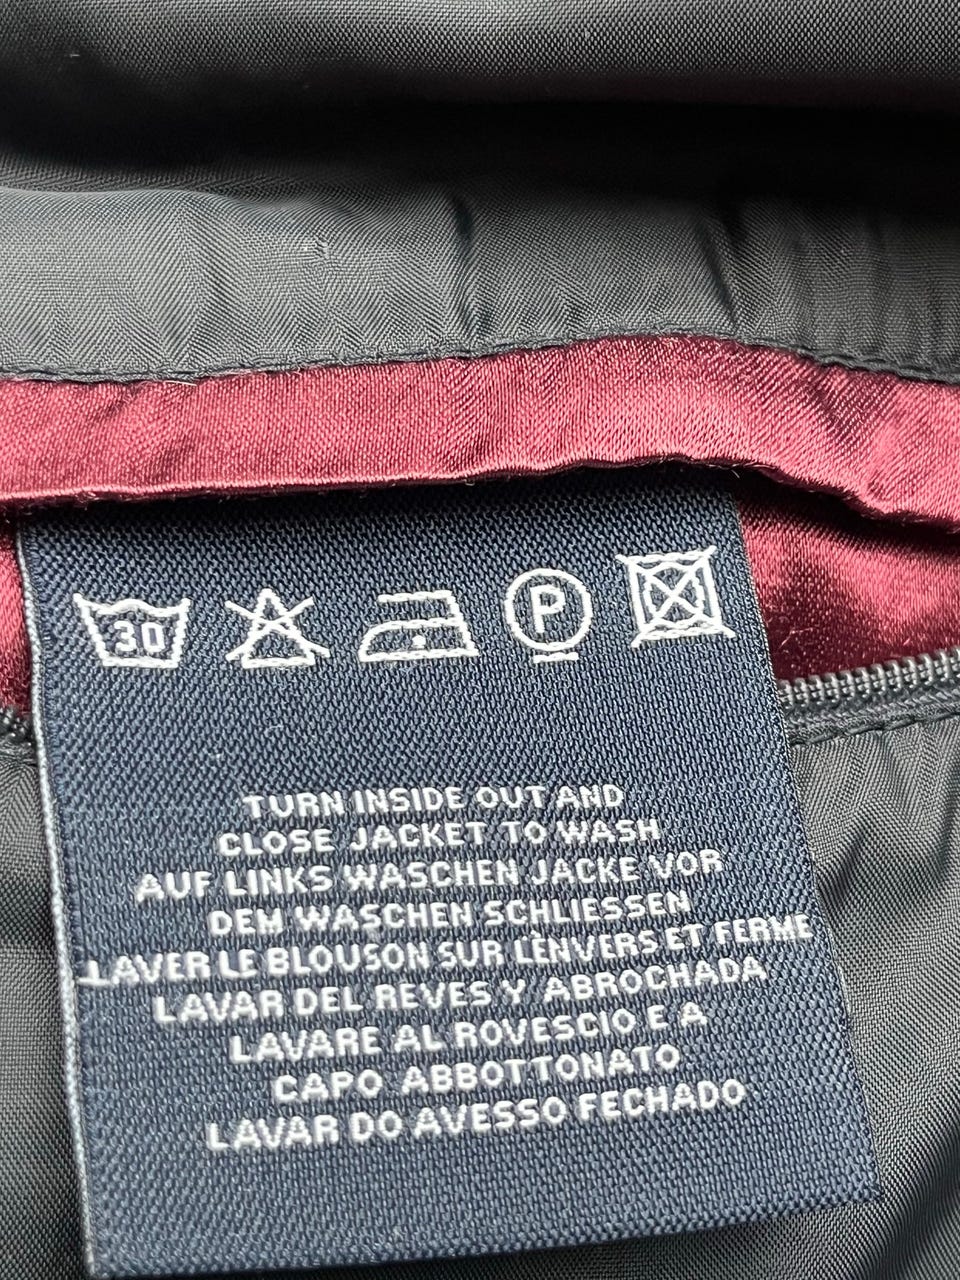 30
P
TURN INSIDE OUT AND
CLOSE JACKET TO WASH
AUF LINKS WASCHEN JACKE VOR
DEM WASCHEN SCHLIESSEN
LAVER LE BLOUSON SUR L'ENVERS ET FERME
LAVAR DEL REVES Y ABROCHADA
LAVARE AL ROVESCIO E A
CAPO ABBOTTONATO
LAVAR DO AVESSO FECHADO